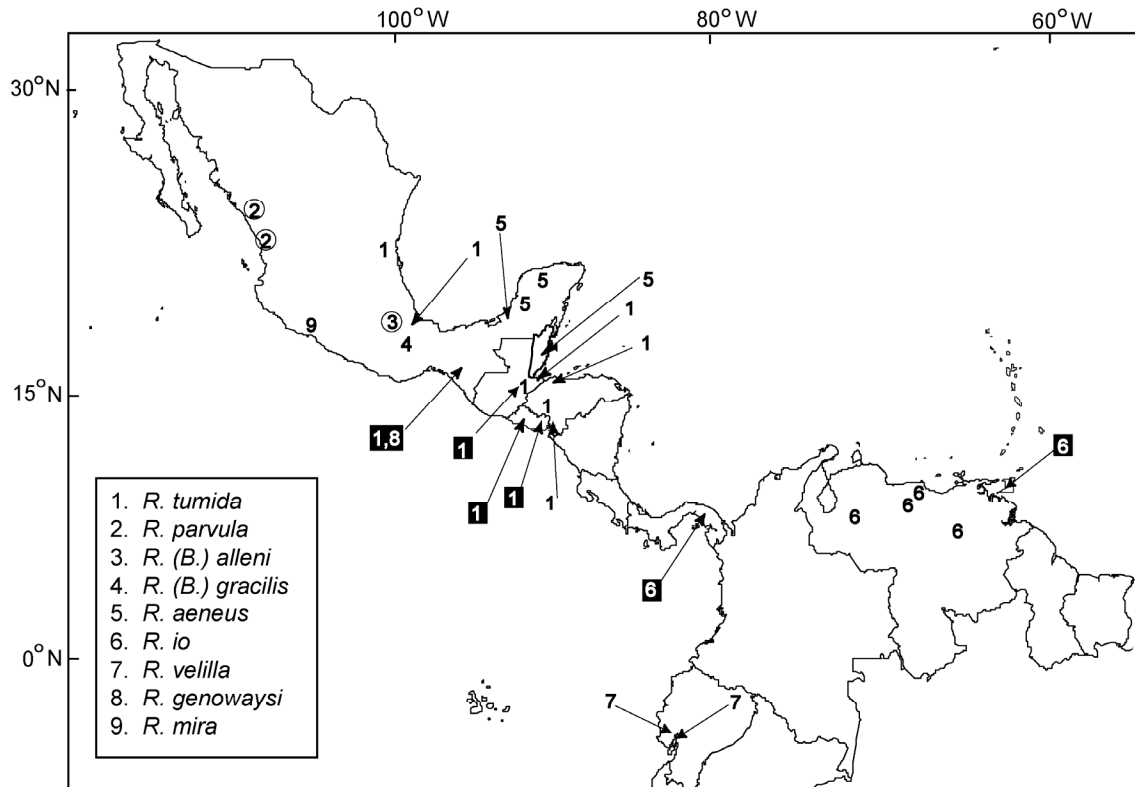 100°W 80°W 60°W
30°N
2
2
1
1
5
5
5
5
1
1
3
9
4
15°N
1
1
1,8
1
1
1
1
6
6
6
6
6
6
0°N
7 7
1. R. tumida
2. R. parvula
3. R. (B.) alleni
4. R. (B.) gracilis
5. R. aeneus
6. R. io
7. R. velilla
8. R. genowaysi
9. R. mira